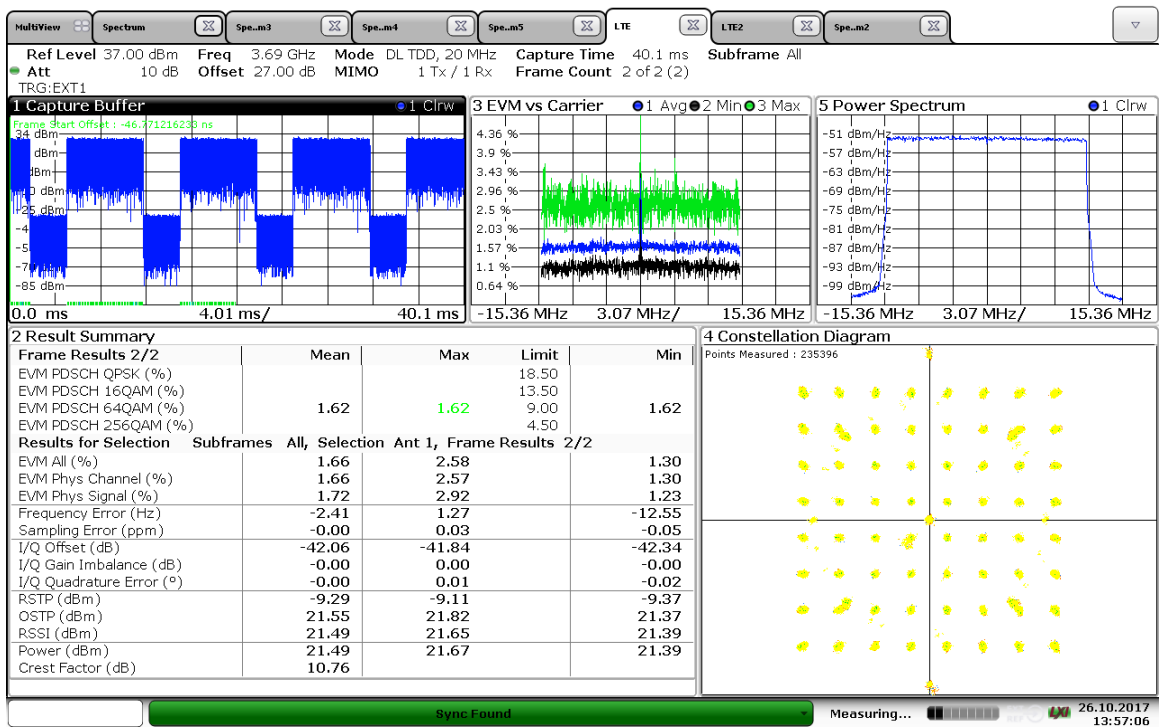 MultiView Spectrum Spe..m3 Spe..m4 Spe..m5 LTE LTE2 Spe..m2
Ref Level 37.00 dBm Freq 3.69 GHz Mode DL TDD, 20 MHz Capture Time 40.1 ms Subframe All
Att 10 dB Offset 27.00 dB MIMO 1 Tx / 1 Rx Frame Count 2 of 2 (2)
TRG:EXT1
1 Capture Buffer 1 Clrw
Frame Start Offset : -46.771216233 ns
34 dBm
dBm
dBm
dBm
-25 dBm
-85 dBm
0.0 ms 4.01 ms/ 40.1 ms
3 EVM vs Carrier 1 Avg 2 Min 3 Max
4.36 %
3.9 %
3.43 %
2.96 %
2.5 %
2.03 %
1.57 %
1.1 %
0.64 %
-15.36 MHz 3.07 MHz/ 15.36 MHz
5 Power Spectrum 1 Clrw
-51 dBm/Hz
-57 dBm/Hz
-63 dBm/Hz
-69 dBm/Hz
-75 dBm/Hz
-81 dBm/Hz
-87 dBm/Hz
-93 dBm/Hz
-99 dBm/Hz
-15.36 MHz 3.07 MHz/ 15.36 MHz
2 Result Summary
Frame Results 2/2 Mean Max Limit Min
EVM PDSCH QPSK (%) 18.50
EVM PDSCH 16QAM (%) 13.50
EVM PDSCH 64QAM (%) 1.62 1.62 9.00 1.62
EVM PDSCH 256QAM (%) 4.50
Results for Selection Subframes All, Selection Ant 1, Frame Results 2/2
EVM All (%) 1.66 2.58 1.30
EVM Phys Channel (%) 1.66 2.57 1.30
EVM Phys Signal (%) 1.72 2.92 1.23
Frequency Error (Hz) -2.41 1.27 -12.55
Sampling Error (ppm) -0.00 0.03 -0.05
I/Q Offset (dB) -42.06 -41.84 -42.34
I/Q Gain Imbalance (dB) -0.00 0.00 -0.00
I/Q Quadrature Error (°) -0.00 0.01 -0.02
RSTP (dBm) -9.29 -9.11 -9.37
OSTP (dBm) 21.55 21.82 21.37
RSSI (dBm) 21.49 21.65 21.39
Power (dBm) 21.49 21.67 21.39
Crest Factor (dB) 10.76
4 Constellation Diagram
Points Measured : 235396
Sync Found
Measuring...
LXI
26.10.2017
13:57:06